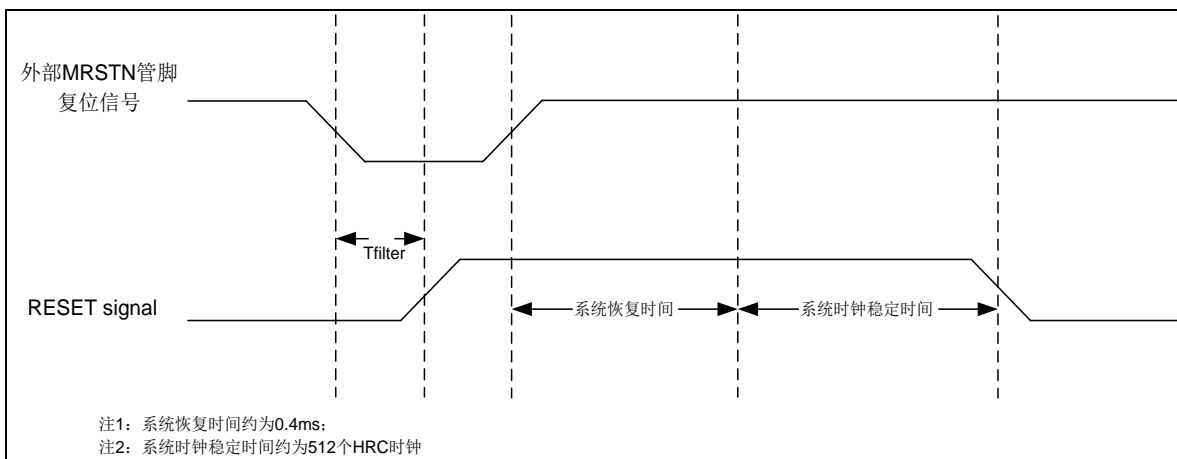 外部MRSTN管脚
复位信号
Tfilter
RESET signal
系统恢复时间
系统时钟稳定时间
注1：系统恢复时间约为0.4ms；
注2：系统时钟稳定时间约为512个HRC时钟